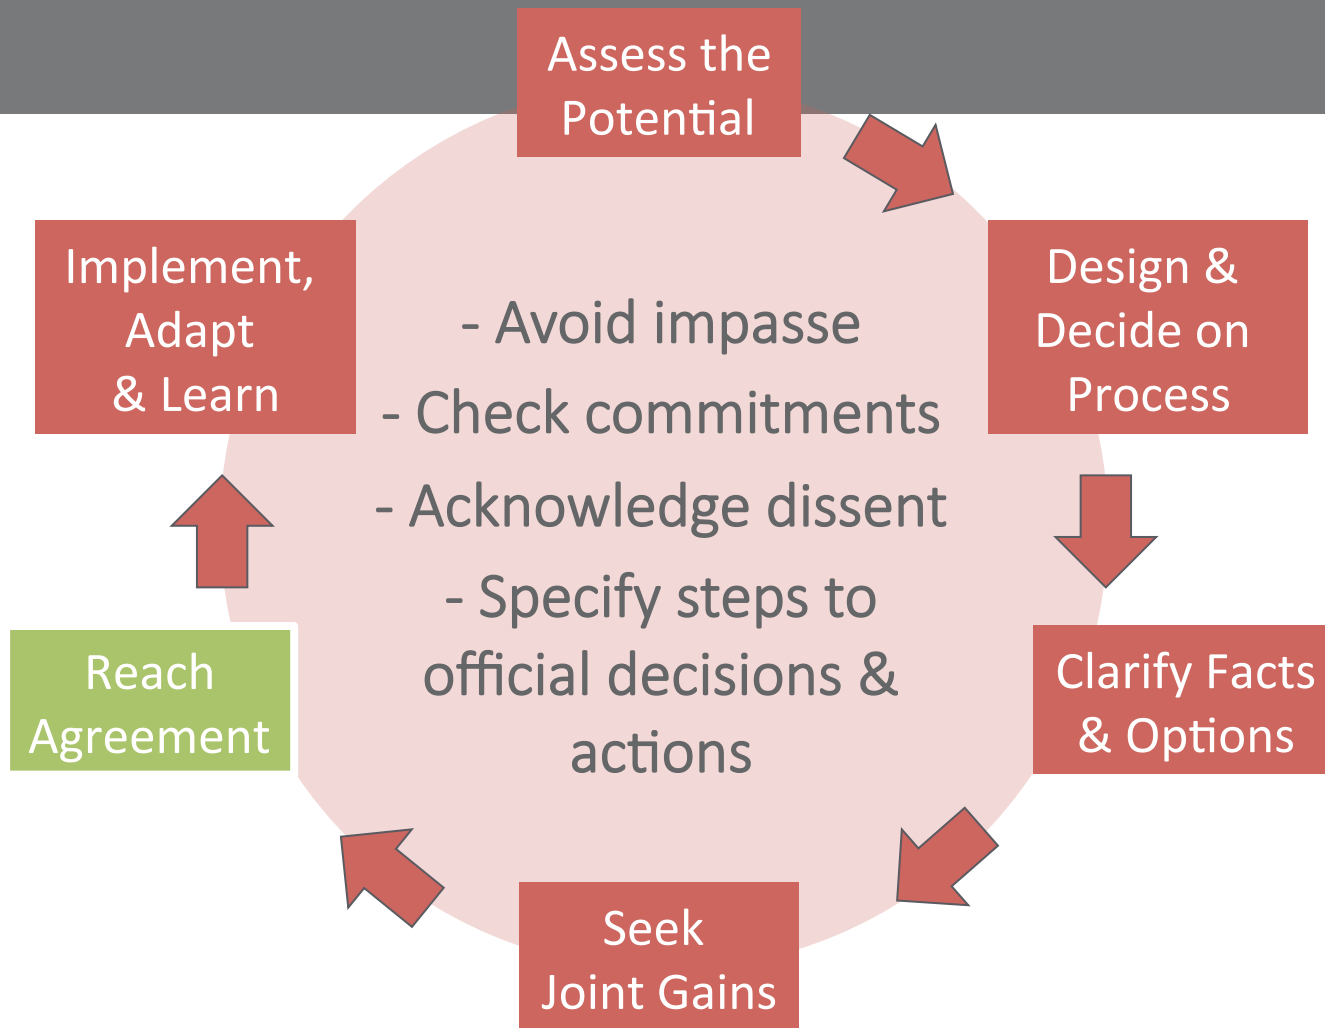 Assess the
Potential
Design &
Decide on
Process
Clarify Facts
& Options
Seek
Joint Gains
Reach
Agreement
Implement,
Adapt
& Learn
- Avoid impasse
- Check commitments
- Acknowledge dissent
- Specify steps to
official decisions &
actions